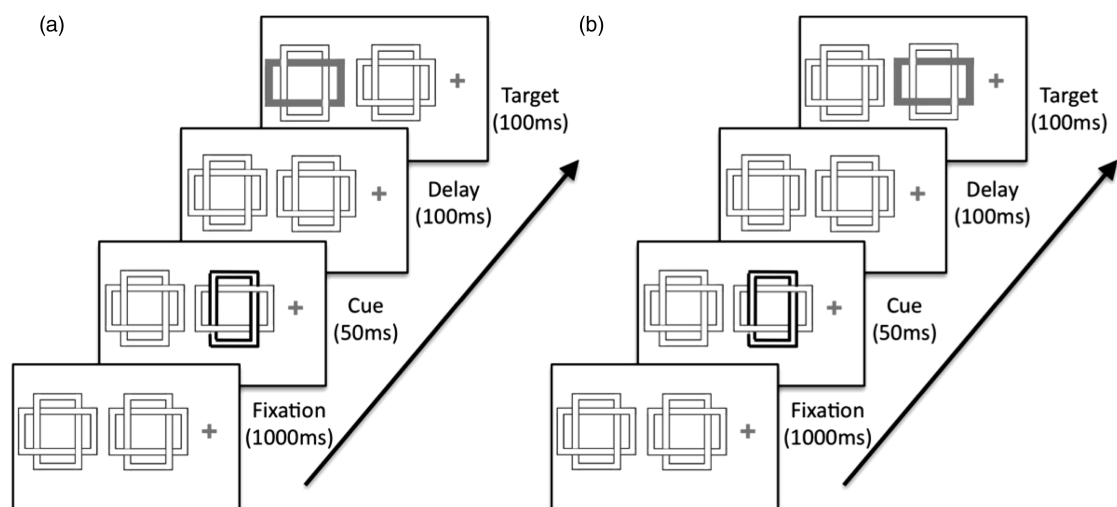 (a)
Target
(100ms)
Delay
(100ms)
Cue
(50ms)
Fixation
(1000ms)
(b)
Target
(100ms)
Delay
(100ms)
Cue
(50ms)
Fixation
(1000ms)